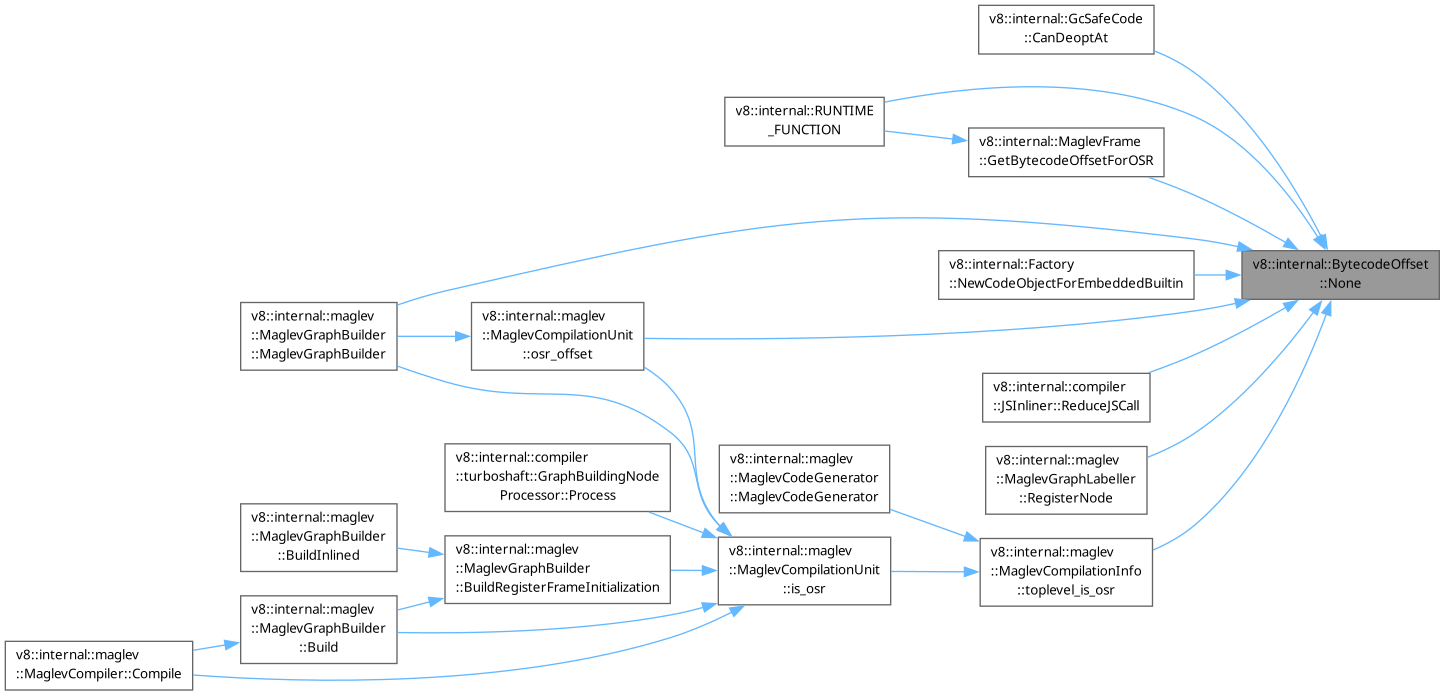 v8::internal::GcSafeCode
::CanDeoptAt
v8::internal::RUNTIME
_FUNCTION
v8::internal::MaglevFrame
::GetBytecodeOffsetForOSR
v8::internal::BytecodeOffset
::None
v8::internal::Factory
::NewCodeObjectForEmbeddedBuiltin
v8::internal::maglev
::MaglevGraphBuilder
::MaglevGraphBuilder
v8::internal::maglev
::MaglevCompilationUnit
::osr_offset
v8::internal::compiler
::JSInliner::ReduceJSCall
v8::internal::compiler
::turboshaft::GraphBuildingNode
Processor::Process
v8::internal::maglev
::MaglevCodeGenerator
::MaglevCodeGenerator
v8::internal::maglev
::MaglevGraphLabeller
::RegisterNode
v8::internal::maglev
::MaglevGraphBuilder
::BuildInlined
v8::internal::maglev
::MaglevGraphBuilder
::BuildRegisterFrameInitialization
v8::internal::maglev
::MaglevCompilationUnit
::is_osr
v8::internal::maglev
::MaglevCompilationInfo
::toplevel_is_osr
v8::internal::maglev
::MaglevGraphBuilder
::Build
v8::internal::maglev
::MaglevCompiler::Compile